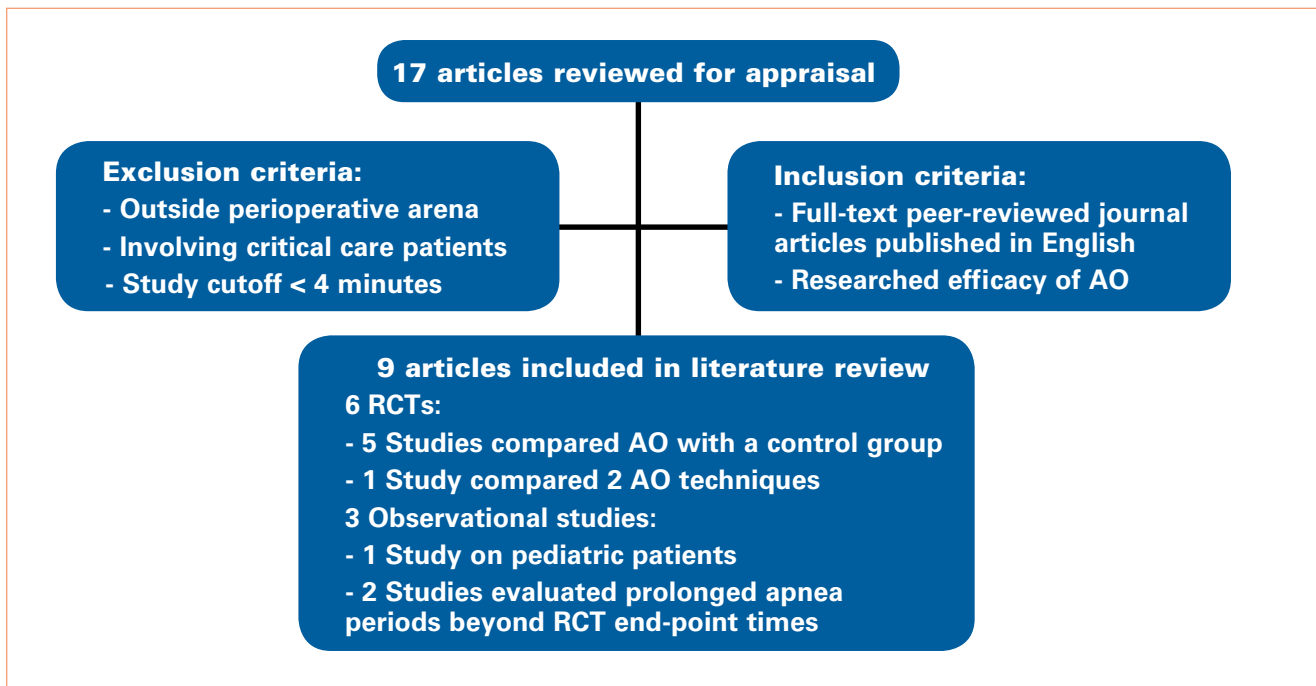 17 articles reviewed for appraisal
Exclusion criteria:
- Outside perioperative arena
- Involving critical care patients
- Study cutoff < 4 minutes
Inclusion criteria:
- Full-text peer-reviewed journal
articles published in English
- Researched efficacy of AO
9 articles included in literature review
6 RCTs:
- 5 Studies compared AO with a control group
- 1 Study compared 2 AO techniques
3 Observational studies:
- 1 Study on pediatric patients
- 2 Studies evaluated prolonged apnea
periods beyond RCT end-point times